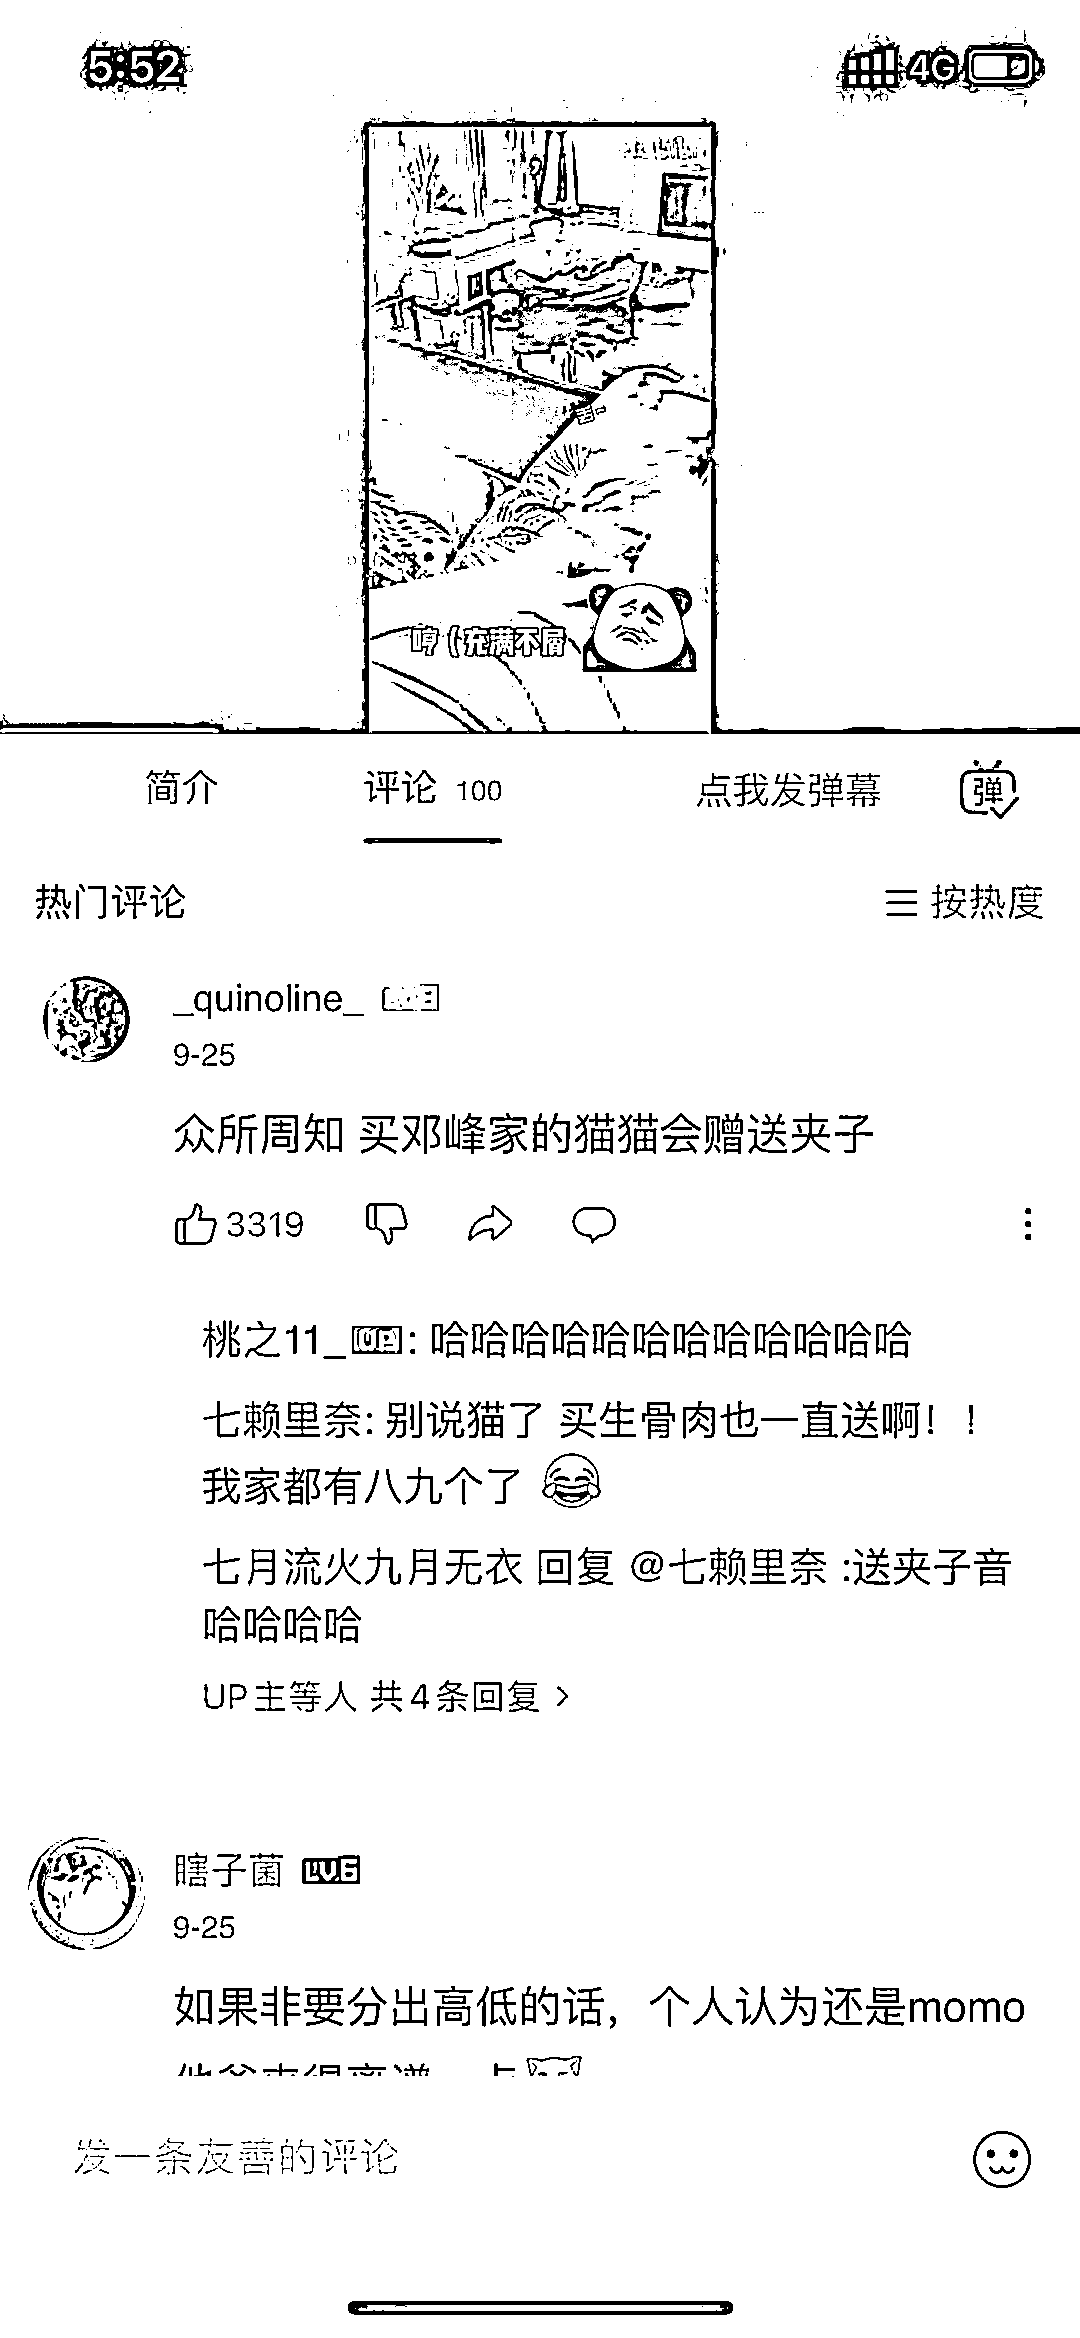 5:52
4G
哼(充满不屑
简介
评论 100
点我发弹幕
弹
热门评论
按热度
_quinoline_
9-25
众所周知 买邓峰家的猫猫会赠送夹子
3319
桃之11_ UP: 哈哈哈哈哈哈哈哈哈哈哈哈
七赖里奈: 别说猫了 买生骨肉也一直送啊！！
我家都有八九个了 😂
七月流火九月无衣 回复 @七赖里奈 :送夹子音
哈哈哈哈
UP主等人 共4条回复 >
瞎子菌 LV6
9-25
如果非要分出高低的话，个人认为还是momo
发一条友善的评论